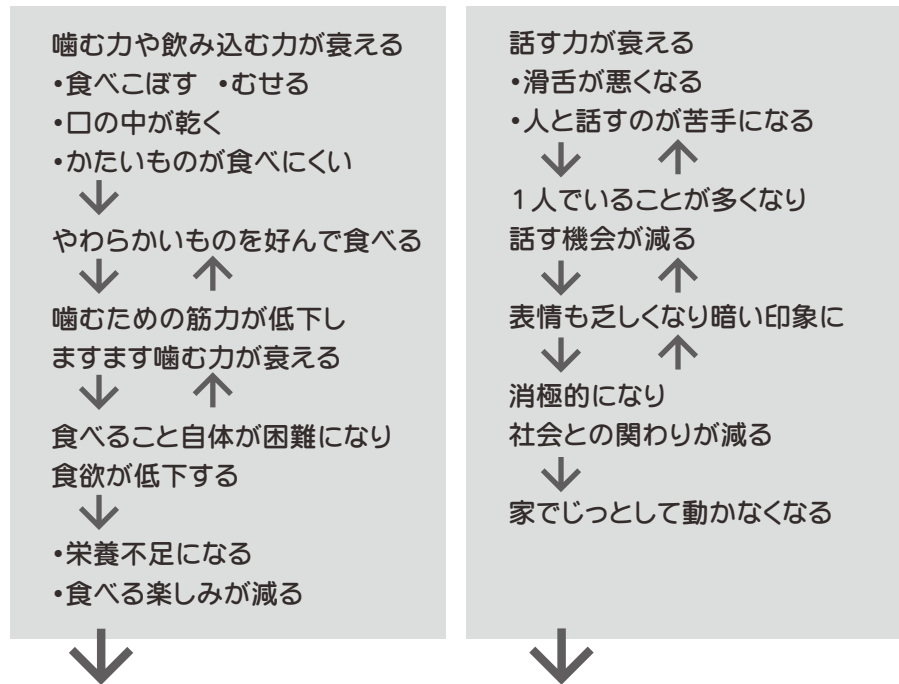 噛む力や飲み込む力が衰える
•食べこぼす •むせる
•口の中が乾く
•かたいものが食べにくい
やわらかいものを好んで食べる
噛むための筋力が低下し
ますます噛む力が衰える
食べること自体が困難になり
食欲が低下する
•栄養不足になる
•食べる楽しみが減る
話す力が衰える
•滑舌が悪くなる
•人と話すのが苦手になる
1人でいることが多くなり
話す機会が減る
表情も乏しくなり暗い印象に
消極的になり
社会との関わりが減る
家でじっとして動かなくなる